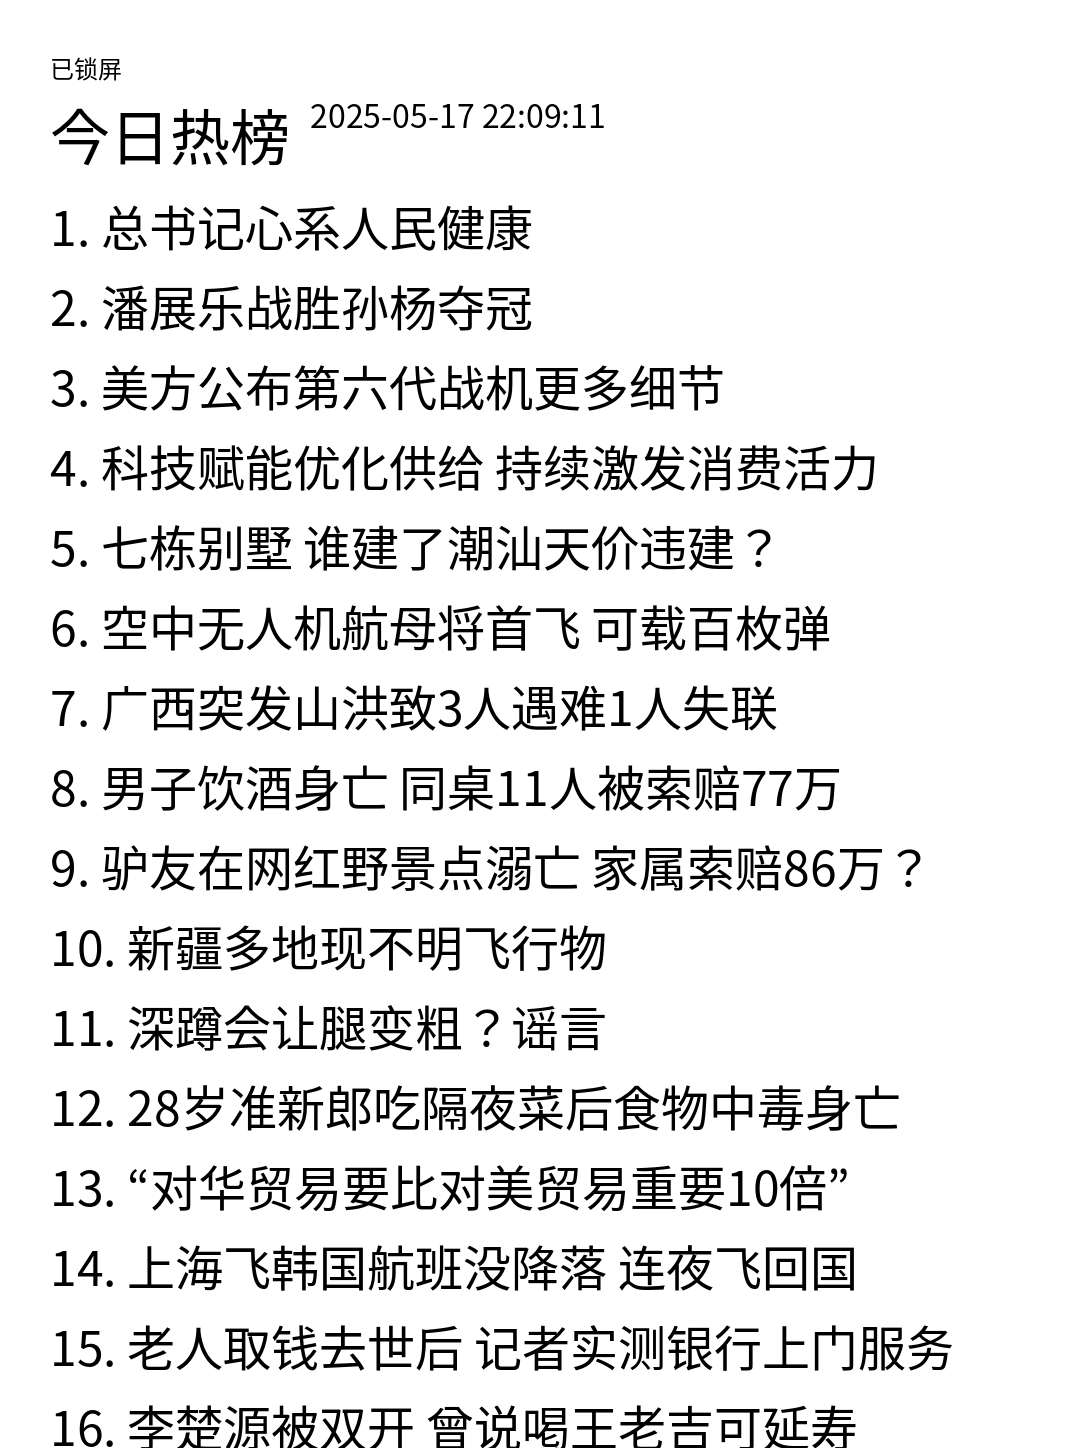 已锁屏
今日热榜 2025-05-17 22:09:11
1. 总书记心系人民健康
2. 潘展乐战胜孙杨夺冠
3. 美方公布第六代战机更多细节
4. 科技赋能优化供给 持续激发消费活力
5. 七栋别墅 谁建了潮汕天价违建？
6. 空中无人机航母将首飞 可载百枚弹
7. 广西突发山洪致3人遇难1人失联
8. 男子饮酒身亡 同桌11人被索赔77万
9. 驴友在网红野景点溺亡 家属索赔86万？
10. 新疆多地现不明飞行物
11. 深蹲会让腿变粗？谣言
12. 28岁准新郎吃隔夜菜后食物中毒身亡
13. “对华贸易要比对美贸易重要10倍”
14. 上海飞韩国航班没降落 连夜飞回国
15. 老人取钱去世后 记者实测银行上门服务
16. 李楚源被双开 曾说喝王老吉可延寿